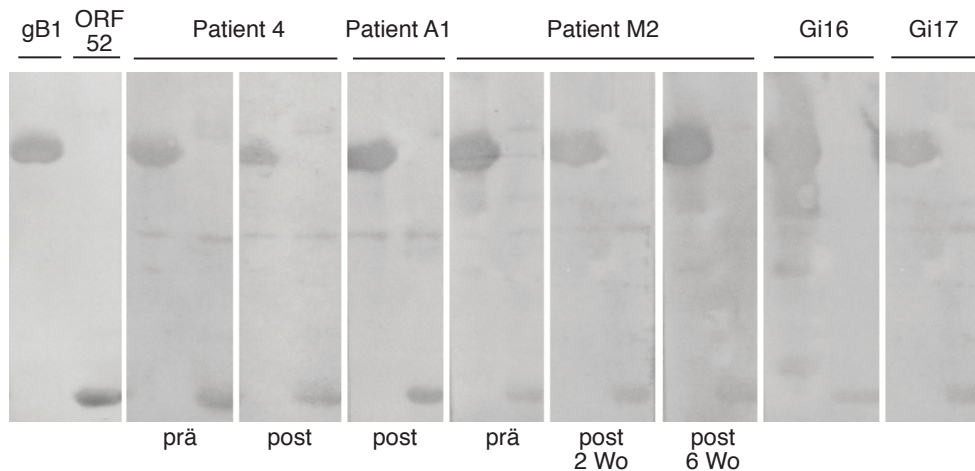 gB1 ORF 52 Patient 4 Patient A1 Patient M2 Gi16 Gi17
prä post post prä post 2 Wo post 6 Wo